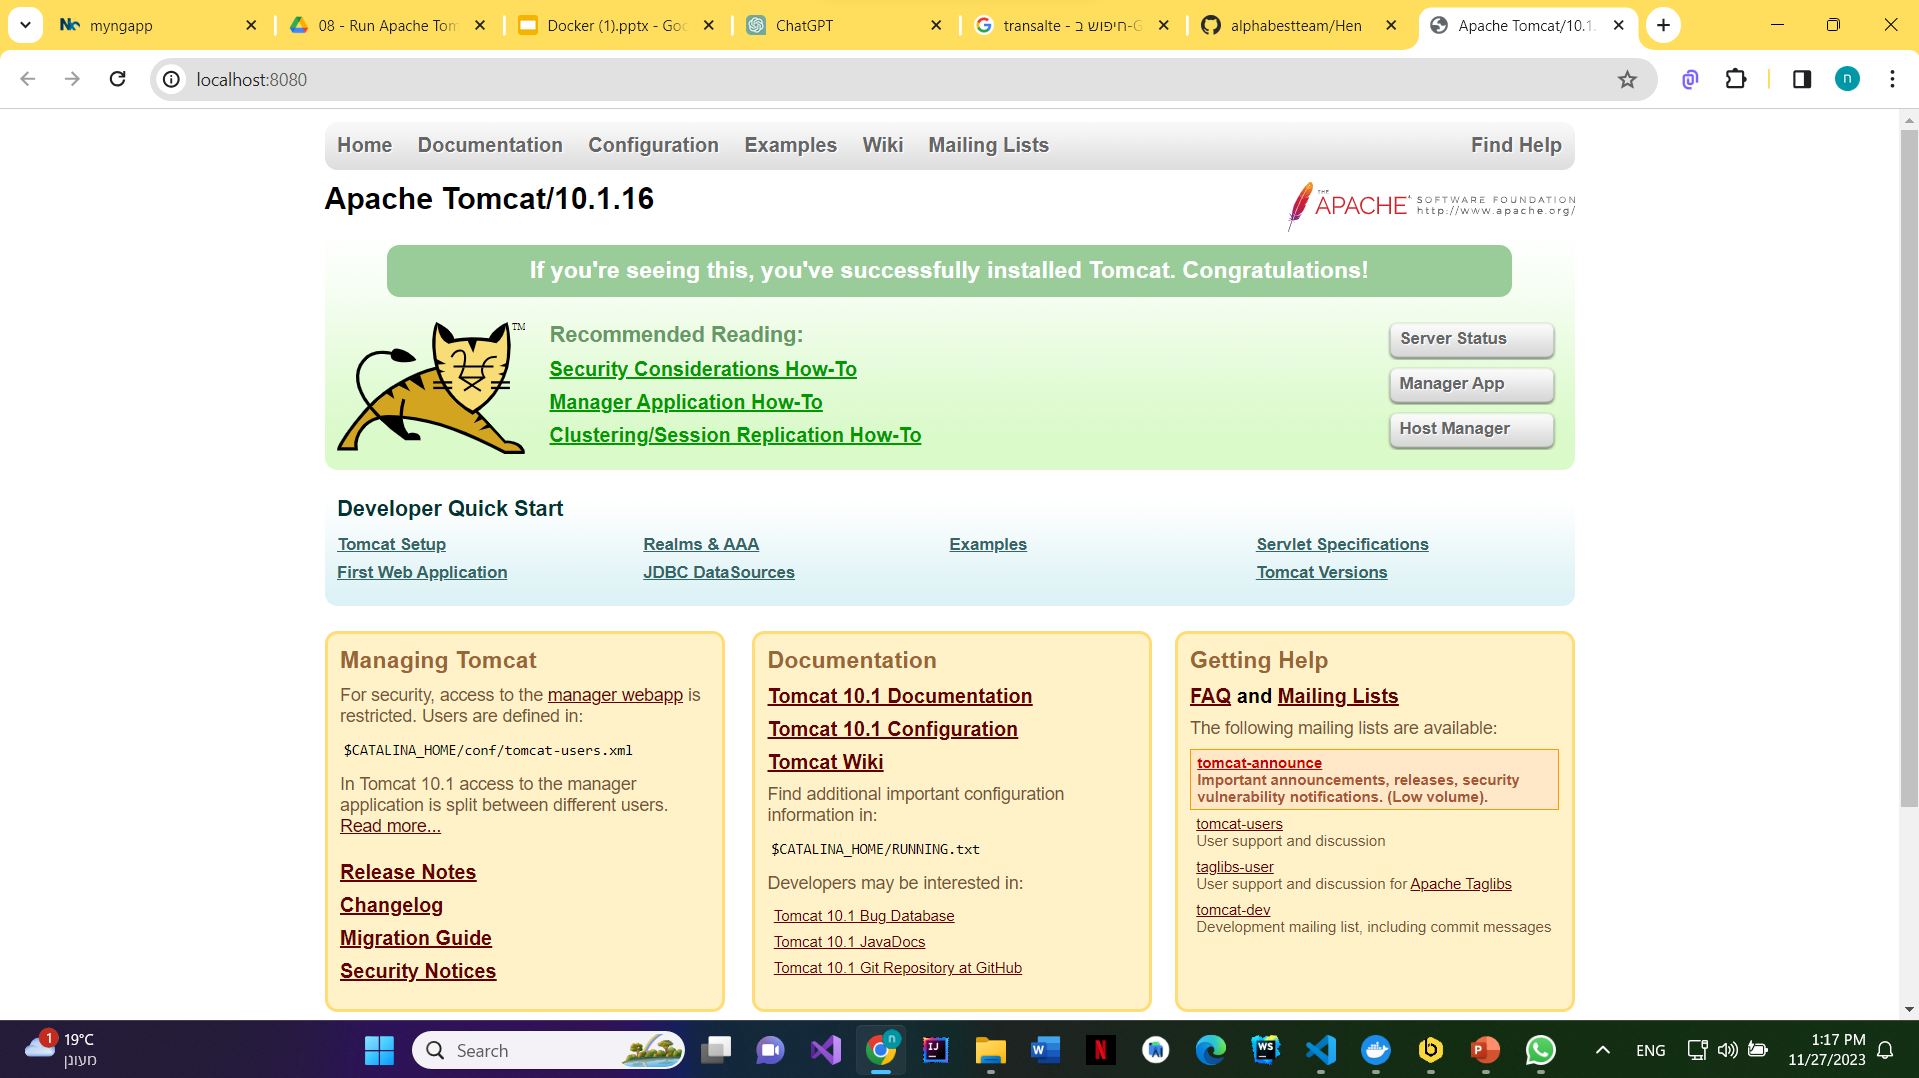 myngapp
08 - Run Apache Tom
Docker (1).pptx - Goo
ChatGPT
transalte - חיפוש ב-G
alphabestteam/Hen
Apache Tomcat/10.1.
localhost:8080
n
Home Documentation Configuration Examples Wiki Mailing Lists Find Help
Apache Tomcat/10.1.16
THE APACHE SOFTWARE FOUNDATION
http://www.apache.org/
If you're seeing this, you've successfully installed Tomcat. Congratulations!
TM
Recommended Reading:
Security Considerations How-To
Manager Application How-To
Clustering/Session Replication How-To
Server Status
Manager App
Host Manager
Developer Quick Start
Tomcat Setup
First Web Application
Realms & AAA
JDBC DataSources
Examples
Servlet Specifications
Tomcat Versions
Managing Tomcat
For security, access to the manager webapp is
restricted. Users are defined in:
$CATALINA_HOME/conf/tomcat-users.xml
In Tomcat 10.1 access to the manager
application is split between different users.
Read more...
Release Notes
Changelog
Migration Guide
Security Notices
Documentation
Tomcat 10.1 Documentation
Tomcat 10.1 Configuration
Tomcat Wiki
Find additional important configuration
information in:
$CATALINA_HOME/RUNNING.txt
Developers may be interested in:
Tomcat 10.1 Bug Database
Tomcat 10.1 JavaDocs
Tomcat 10.1 Git Repository at GitHub
Getting Help
FAQ and Mailing Lists
The following mailing lists are available:
tomcat-announce
Important announcements, releases, security
vulnerability notifications. (Low volume).
tomcat-users
User support and discussion
taglibs-user
User support and discussion for Apache Taglibs
tomcat-dev
Development mailing list, including commit messages
1
19°C
מעונן
Search
n
IJ
W
N
WS
P
ENG
1:17 PM
11/27/2023